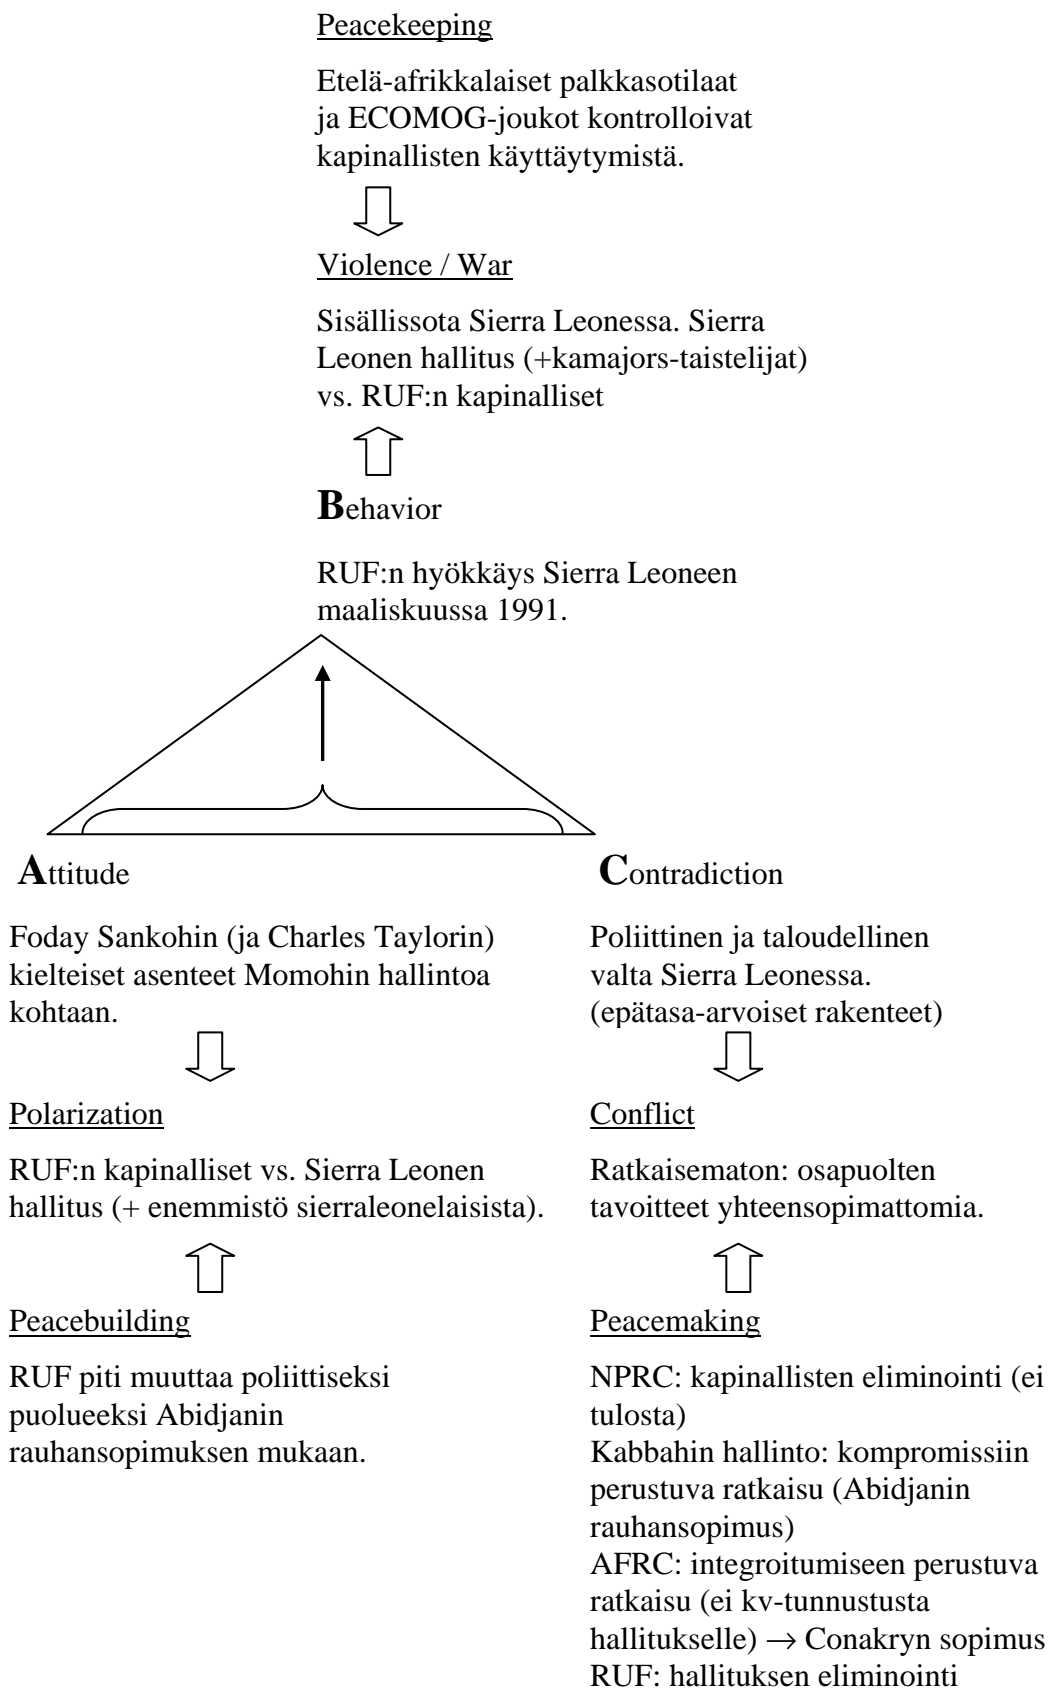 Peacekeeping
Etelä-afrikkalaiset palkkasotilaat
ja ECOMOG-joukot kontrolloivat
kapinallisten käyttäytymistä.
Violence / War
Sisällissota Sierra Leonessa. Sierra
Leonen hallitus (+kamajors-taistelijat)
vs. RUF:n kapinalliset
Behavior
RUF:n hyökkäys Sierra Leoneen
maaliskuussa 1991.
Attitude
Foday Sankohin (ja Charles Taylorin)
kielteiset asenteet Momohin hallintoa
kohtaan.
Polarization
RUF:n kapinalliset vs. Sierra Leonen
hallitus (+ enemmistö sierraleonelaisista).
Peacebuilding
RUF piti muuttaa poliittiseksi
puolueeksi Abidjanin
rauhansopimuksen mukaan.
Contradiction
Poliittinen ja taloudellinen
valta Sierra Leonessa.
(epätasa-arvoiset rakenteet)
Conflict
Ratkaisematon: osapuolten
tavoitteet yhteensopimattomia.
Peacemaking
NPRC: kapinallisten eliminointi (ei
tulosta)
Kabbahin hallinto: kompromissiin
perustuva ratkaisu (Abidjanin
rauhansopimus)
AFRC: integroitumiseen perustuva
ratkaisu (ei kv-tunnustusta
hallitukselle) → Conakryn sopimus
RUF: hallituksen eliminointi